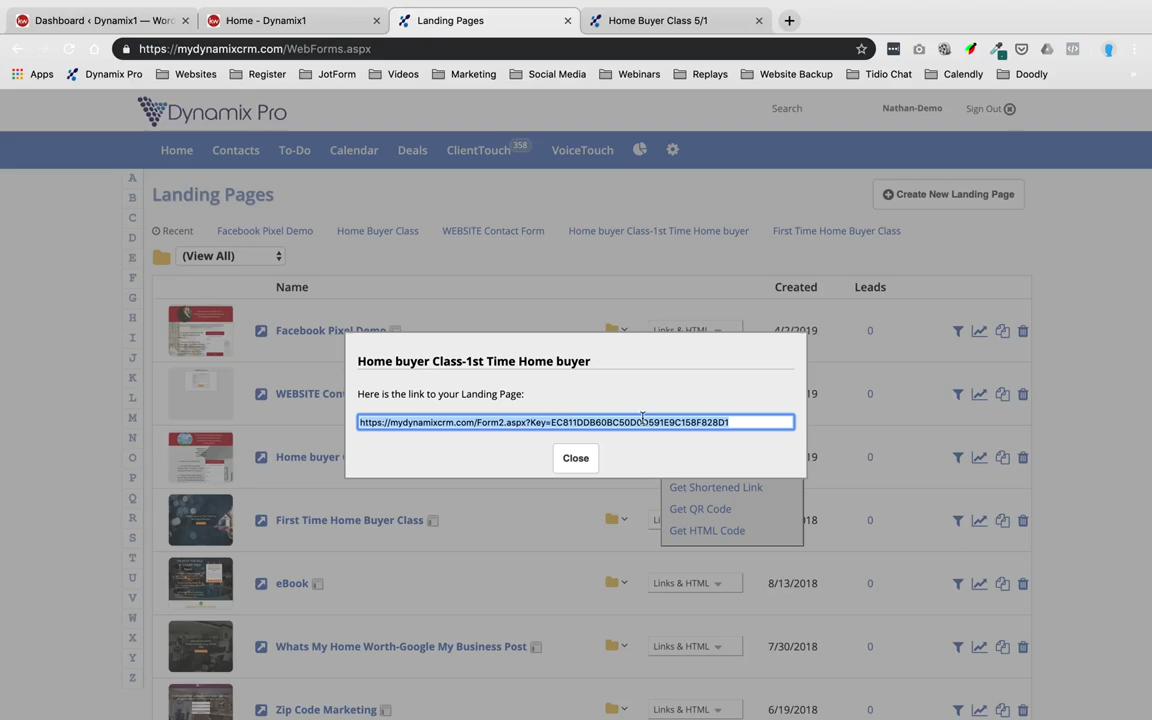 Dashboard ‹ Dynamix1 — Word
Home - Dynamix1
Landing Pages
Home Buyer Class 5/1
https://mydynamixcrm.com/WebForms.aspx
Apps
Dynamix Pro
Websites
Register
JotForm
Videos
Marketing
Social Media
Webinars
Replays
Website Backup
Tidio Chat
Calendly
Doodly
Dynamix Pro
Search
Nathan-Demo
Sign Out
Home
Contacts
To-Do
Calendar
Deals
ClientTouch 358
VoiceTouch
A
Landing Pages
Create New Landing Page
B
C
D
Recent
Facebook Pixel Demo
Home Buyer Class
WEBSITE Contact Form
Home buyer Class-1st Time Home buyer
First Time Home Buyer Class
E
(View All)
F
G
Name
Created
Leads
H
I
Facebook Pixel Demo
Links & HTML
4/2/2019
0
J
K
Home buyer Class-1st Time Home buyer
L
Here is the link to your Landing Page:
WEBSITE Con
19
0
M
https://mydynamixcrm.com/Form2.aspx?Key=EC811DDB60BC50D0D591E9C158F828D1
N
O
Home buyer
Close
19
0
P
Q
Get Shortened Link
R
Get QR Code
S
First Time Home Buyer Class
Li
018
0
Get HTML Code
T
U
eBook
Links & HTML
8/13/2018
0
V
W
X
Whats My Home Worth-Google My Business Post
Links & HTML
7/30/2018
0
Y
Z
Zip Code Marketing
Links & HTML
6/19/2018
0